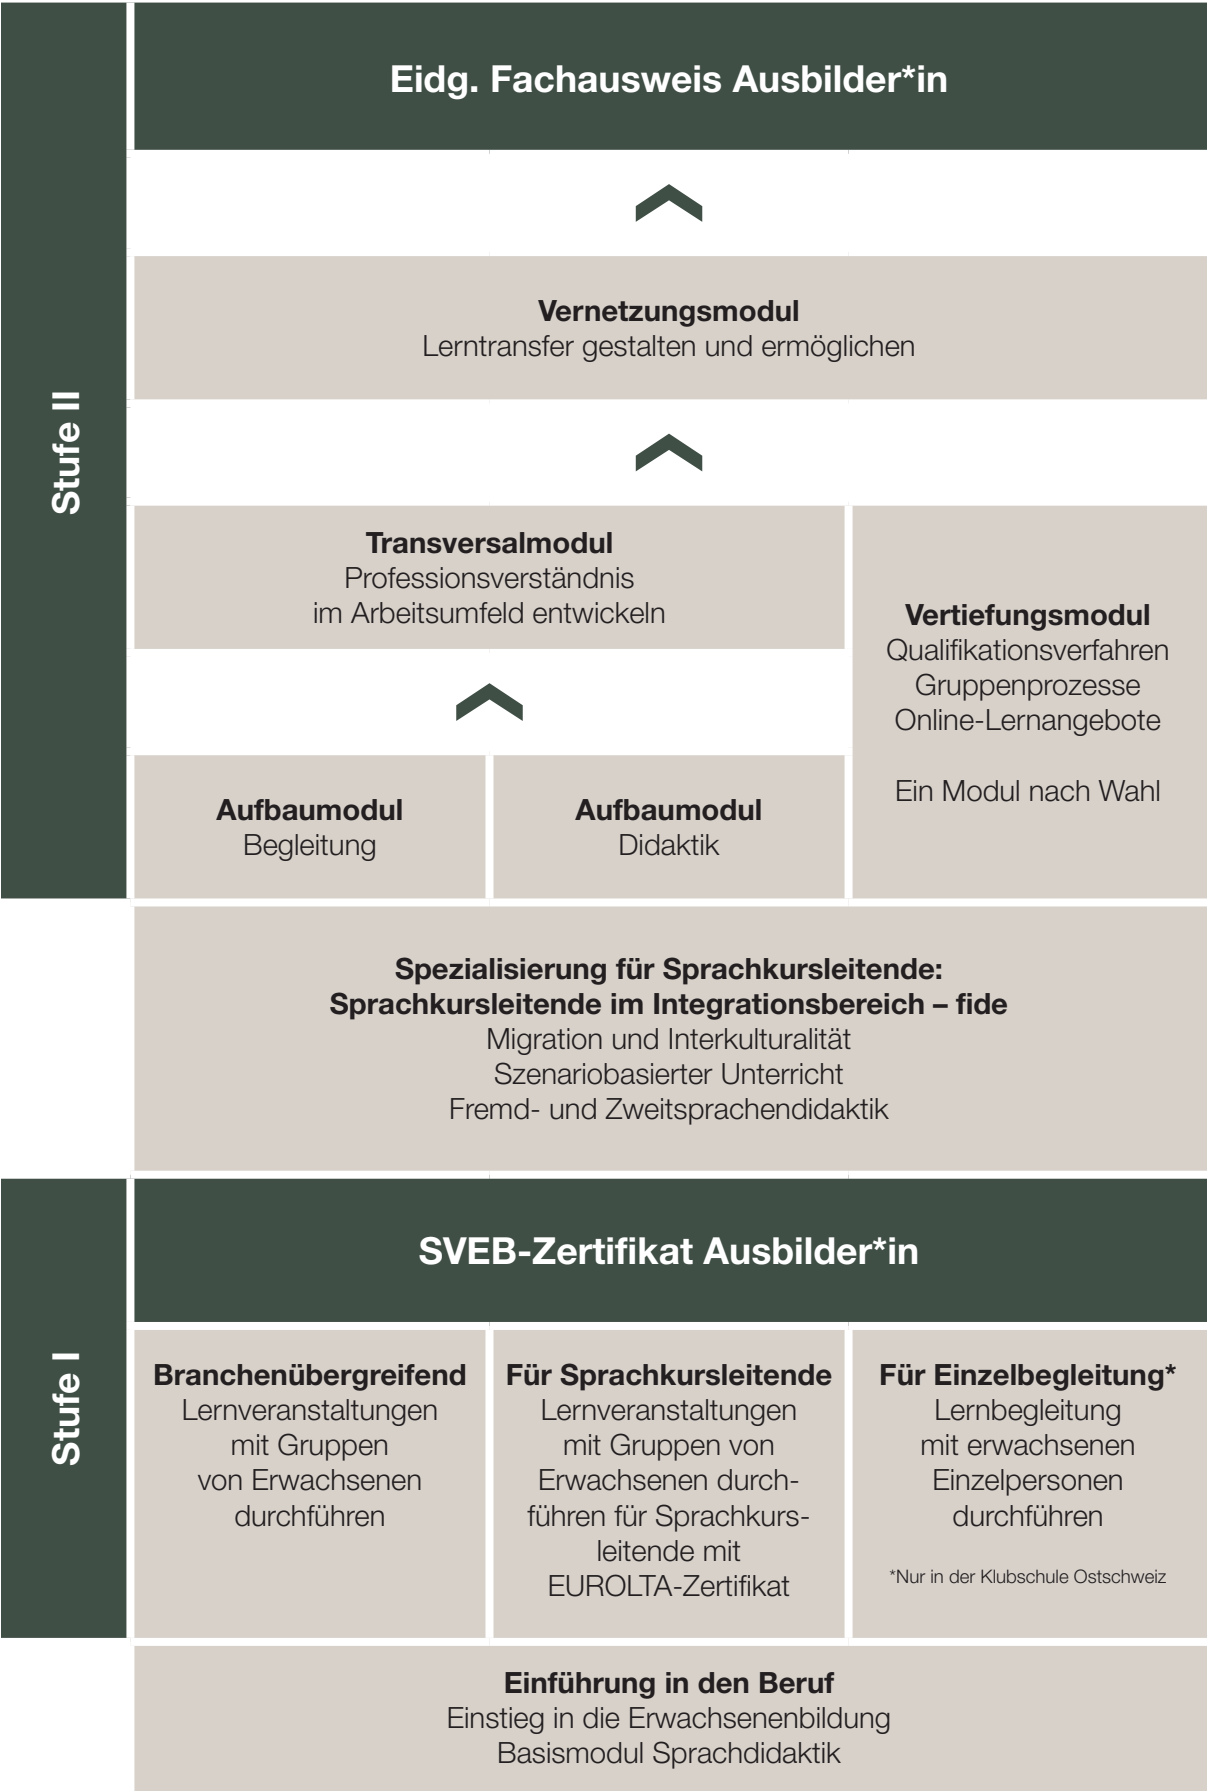 Stufe II
Eidg. Fachausweis Ausbilder*in
Vernetzungsmodul
Lerntransfer gestalten und ermöglichen
Transversalmodul
Professionsverständnis
im Arbeitsumfeld entwickeln
Vertiefungsmodul
Qualifikationsverfahren
Gruppenprozesse
Online-Lernangebote
Ein Modul nach Wahl
Aufbaumodul
Begleitung
Aufbaumodul
Didaktik
Spezialisierung für Sprachkursleitende:
Sprachkursleitende im Integrationsbereich – fide
Migration und Interkulturalität
Szenariobasierter Unterricht
Fremd- und Zweitsprachendidaktik
Stufe I
SVEB-Zertifikat Ausbilder*in
Branchenübergreifend
Lernveranstaltungen
mit Gruppen
von Erwachsenen
durchführen
Für Sprachkursleitende
Lernveranstaltungen
mit Gruppen von
Erwachsenen durch-
führen für Sprachkurs-
leitende mit
EUROLTA-Zertifikat
Für Einzelbegleitung*
Lernbegleitung
mit erwachsenen
Einzelpersonen
durchführen
*Nur in der Klubschule Ostschweiz
Einführung in den Beruf
Einstieg in die Erwachsenenbildung
Basismodul Sprachdidaktik